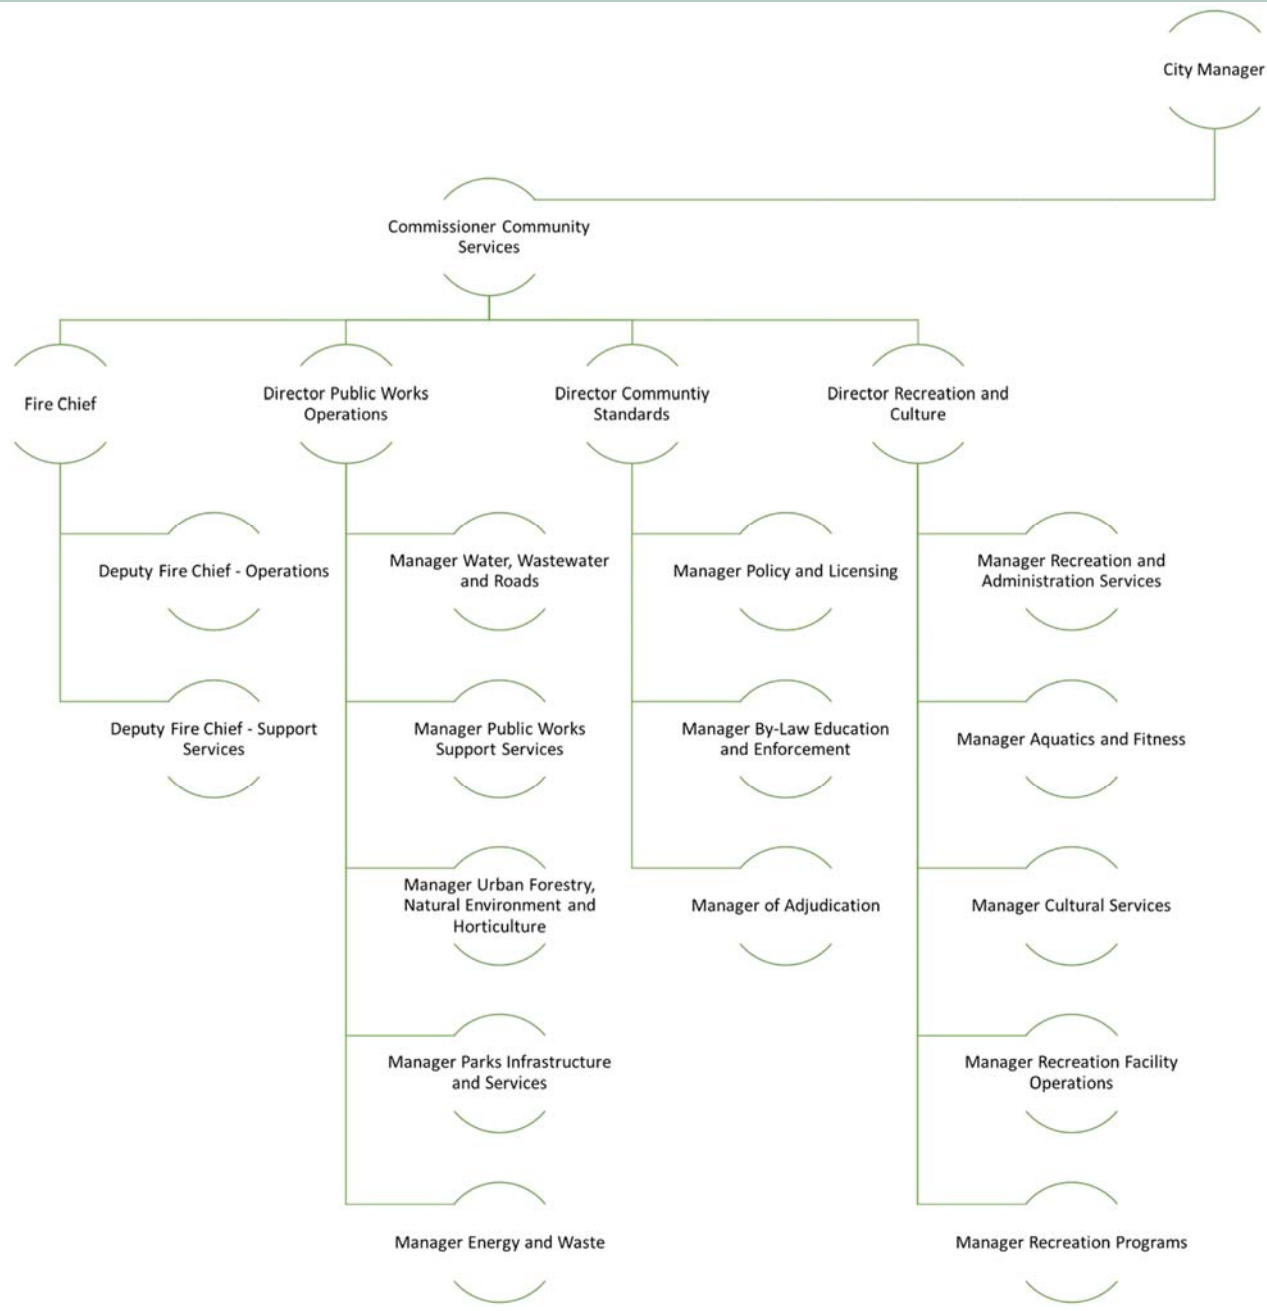 City Manager
Commissioner Community
Services
Fire Chief
Director Public Works
Operations
Director Communtiy
Standards
Director Recreation and
Culture
Deputy Fire Chief - Operations
Manager Water, Wastewater
and Roads
Manager Policy and Licensing
Manager Recreation and
Administration Services
Deputy Fire Chief - Support
Services
Manager Public Works
Support Services
Manager By-Law Education
and Enforcement
Manager Aquatics and Fitness
Manager Urban Forestry,
Natural Environment and
Horticulture
Manager of Adjudication
Manager Cultural Services
Manager Parks Infrastructure
and Services
Manager Recreation Facility
Operations
Manager Energy and Waste
Manager Recreation Programs